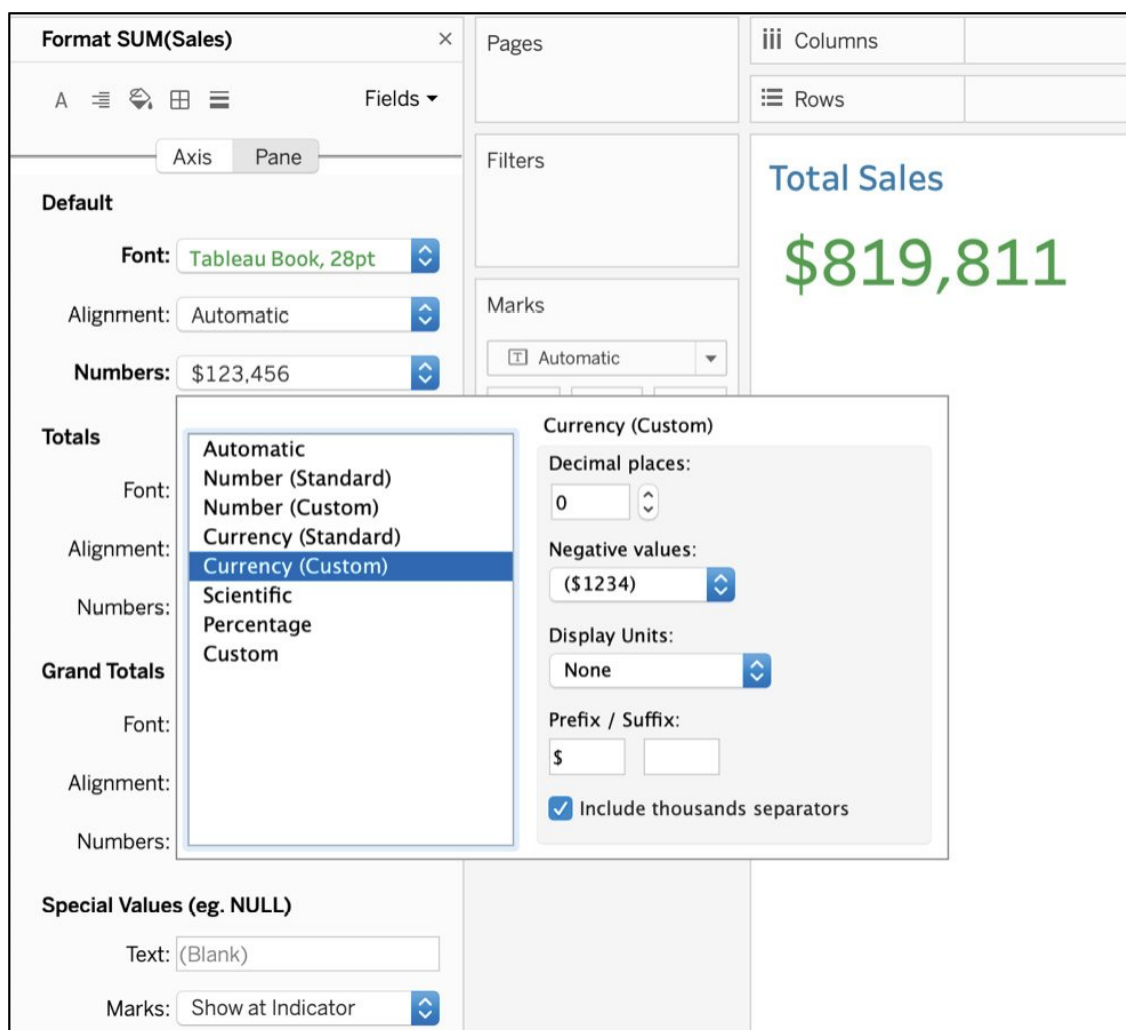 Format SUM(Sales)
×
A
Fields
Axis
Pane
Default
Font:
Tableau Book, 28pt
Alignment:
Automatic
Numbers:
$123,456
Totals
Font:
Alignment:
Numbers:
Grand Totals
Font:
Alignment:
Numbers:
Special Values (eg. NULL)
Text:
(Blank)
Marks:
Show at Indicator
Automatic
Number (Standard)
Number (Custom)
Currency (Standard)
Currency (Custom)
Scientific
Percentage
Custom
Currency (Custom)
Decimal places:
0
Negative values:
($1234)
Display Units:
None
Prefix / Suffix:
$
Include thousands separators
Pages
Filters
Marks
T Automatic
Columns
Rows
Total Sales
$819,811